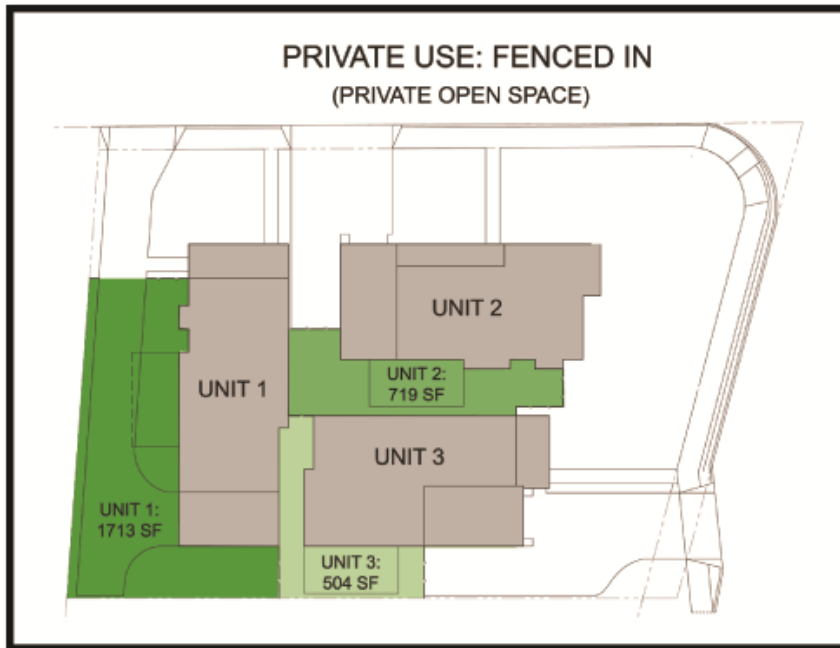 PRIVATE USE: FENCED IN
(PRIVATE OPEN SPACE)
UNIT 2
UNIT 2:
719 SF
UNIT 1
UNIT 3
UNIT 1:
1713 SF
UNIT 3:
504 SF